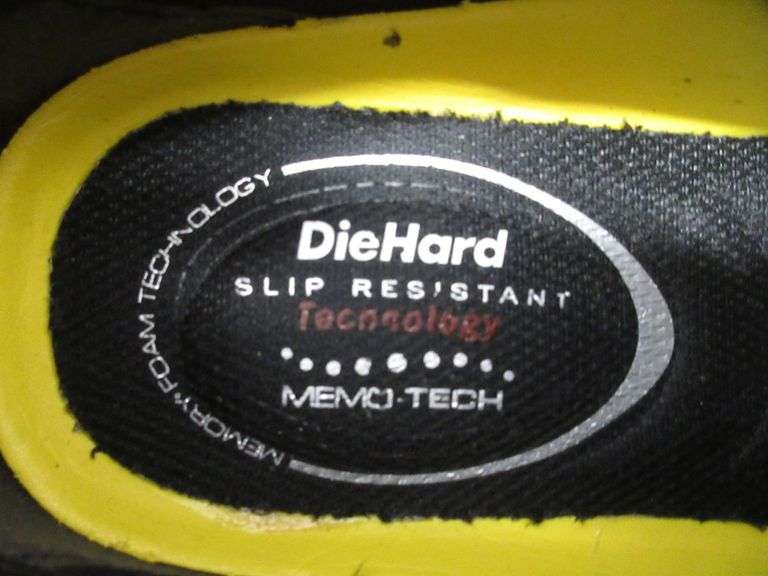 MEMORY FOAM TECHNOLOGY
DieHard
SLIP RESISTANT
Technology
MEMO-TECH